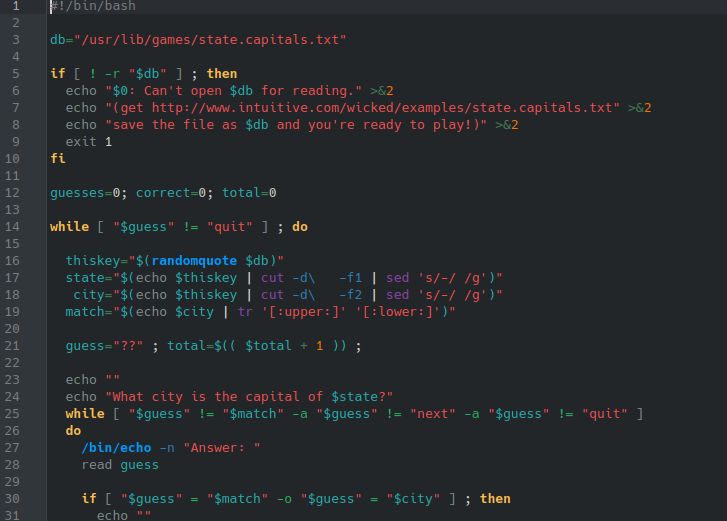 1 #!/bin/bash
2
3 db="/usr/lib/games/state.capitals.txt"
4
5 if [ ! -r "$db" ] ; then
6   echo "$0: Can't open $db for reading." >&2
7   echo "(get http://www.intuitive.com/wicked/examples/state.capitals.txt" >&2
8   echo "save the file as $db and you're ready to play!)" >&2
9   exit 1
10 fi
11
12 guesses=0; correct=0; total=0
13
14 while [ "$guess" != "quit" ] ; do
15
16   thiskey="$(randomquote $db)"
17   state="$(echo $thiskey | cut -d\   -f1 | sed 's/-/ /g')"
18    city="$(echo $thiskey | cut -d\   -f2 | sed 's/-/ /g')"
19   match="$(echo $city | tr '[:upper:]' '[:lower:]')"
20
21   guess="??" ; total=$(( $total + 1 )) ;
22
23   echo ""
24   echo "What city is the capital of $state?"
25   while [ "$guess" != "$match" -a "$guess" != "next" -a "$guess" != "quit" ]
26   do
27     /bin/echo -n "Answer: "
28     read guess
29
30     if [ "$guess" = "$match" -o "$guess" = "$city" ] ; then
31       echo ""